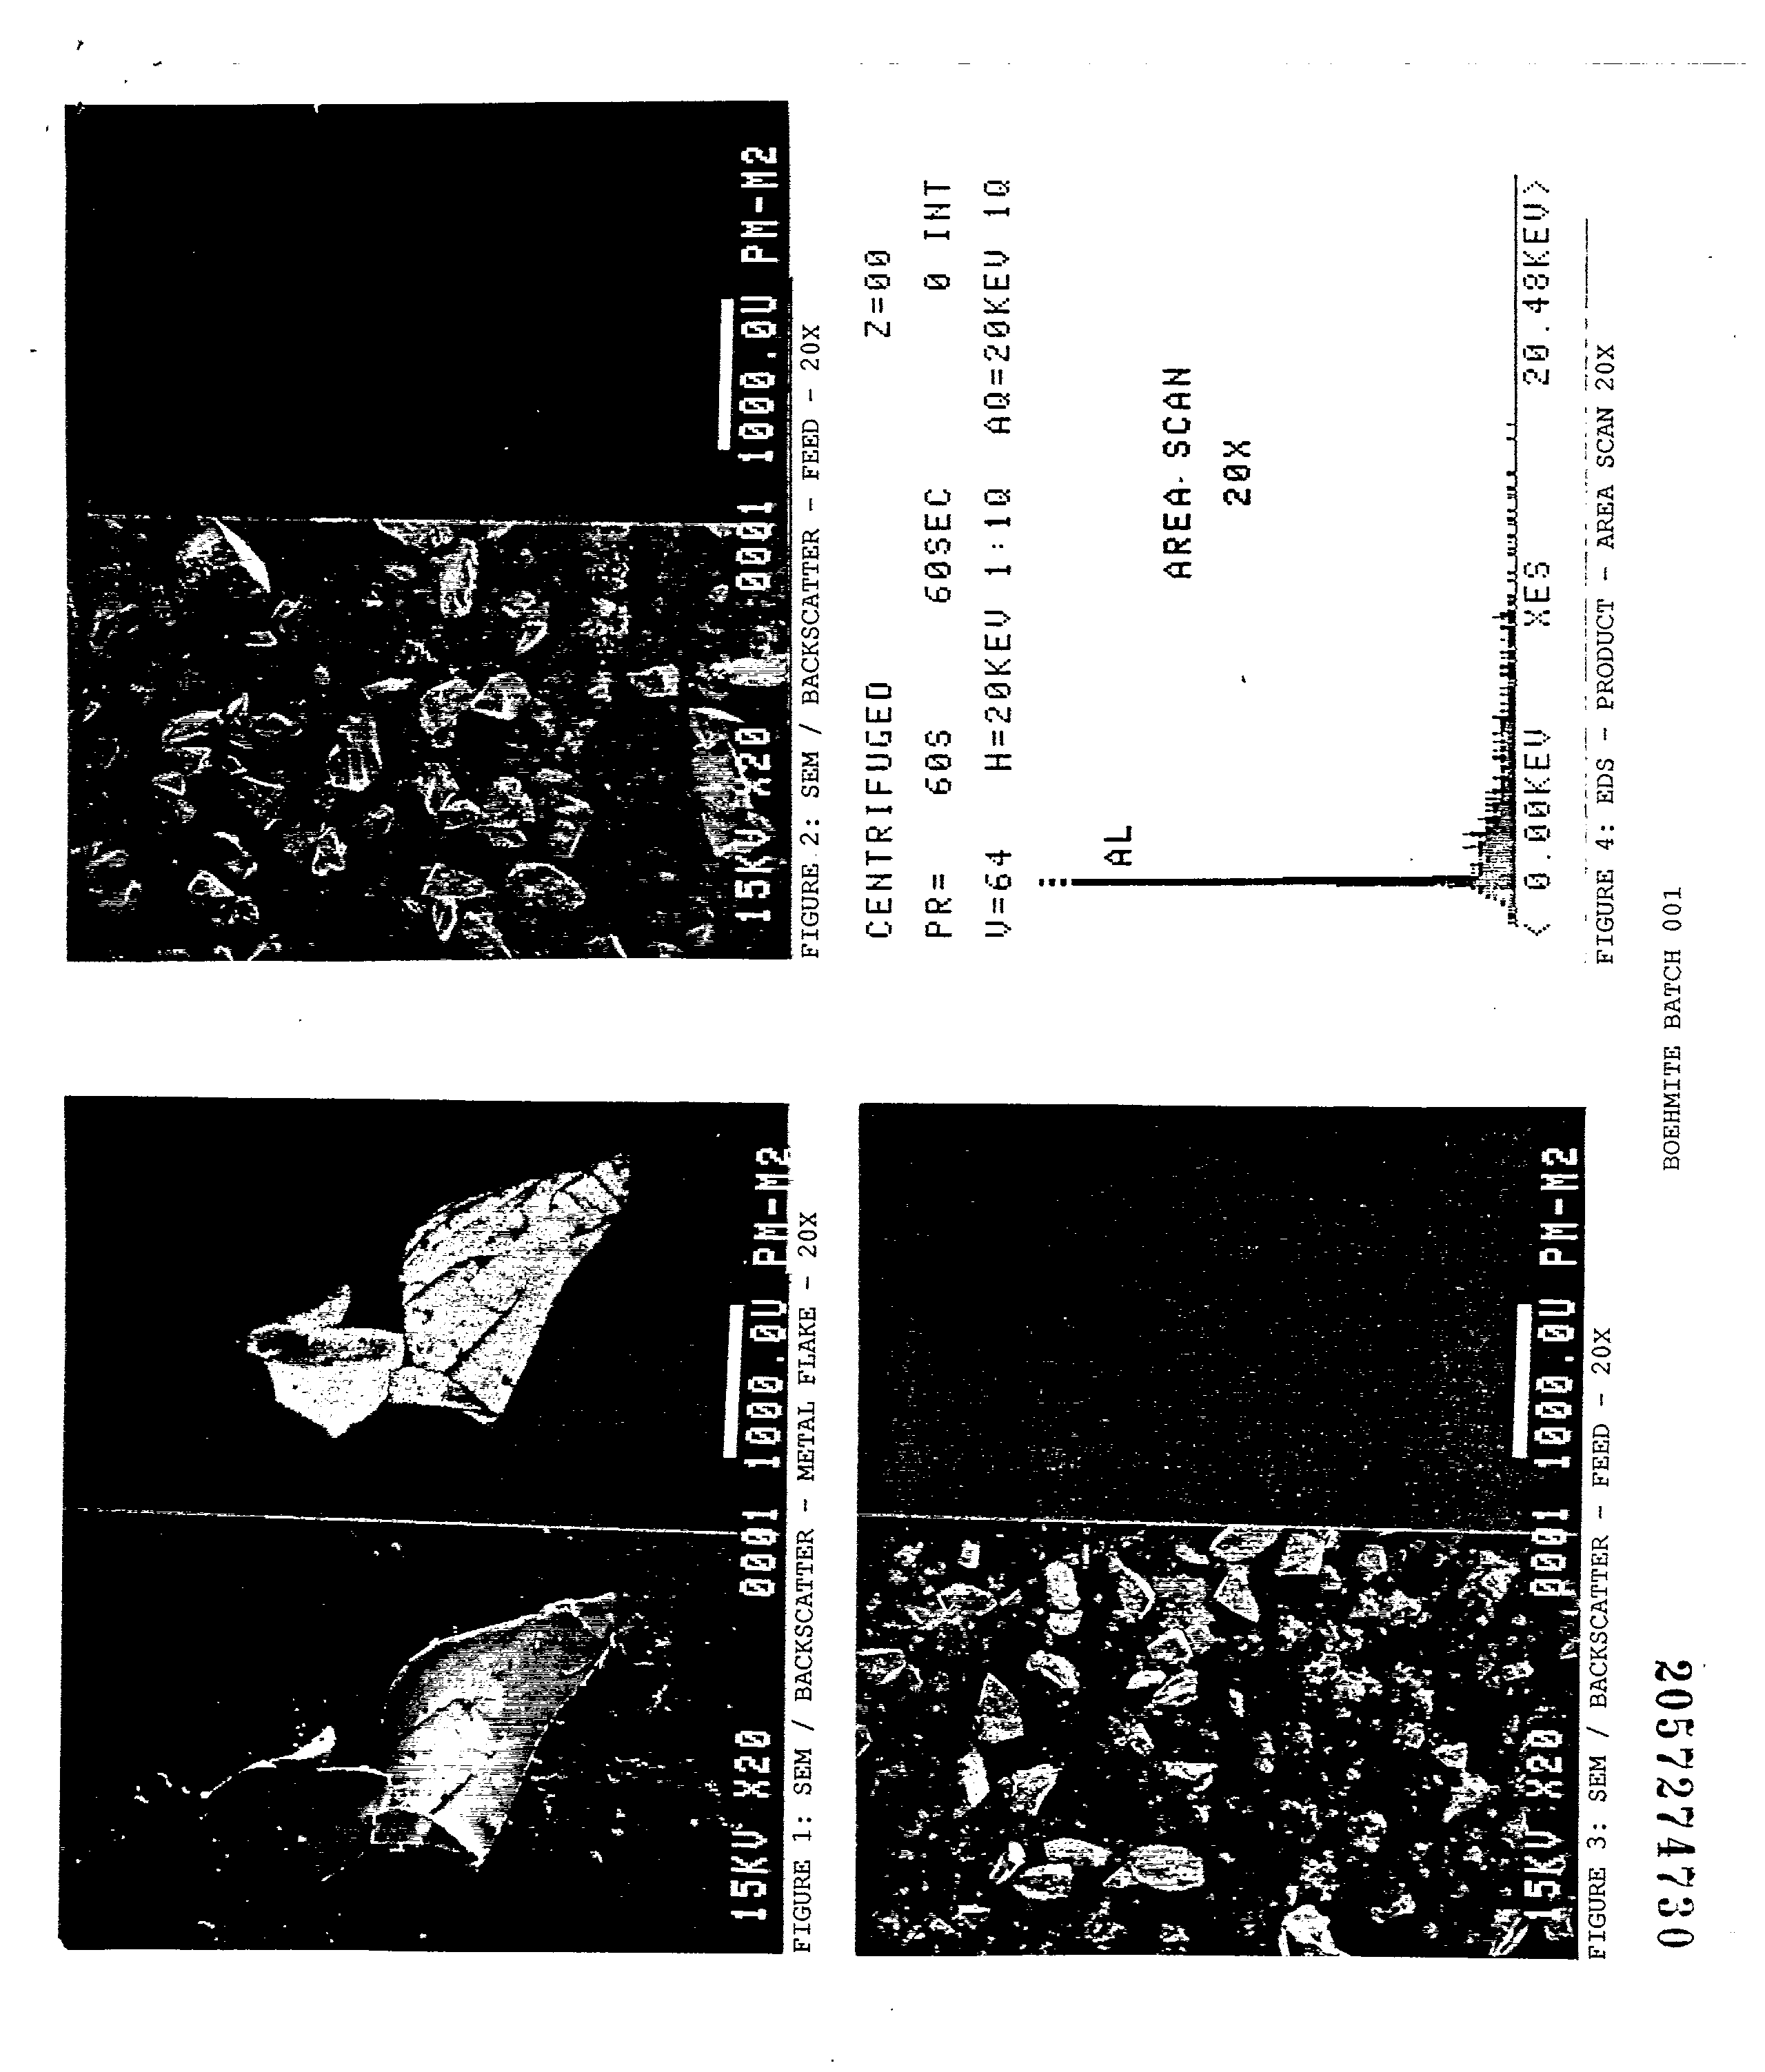 15KV X20 0001 1000.0U PM-M2
FIGURE 1: SEM / BACKSCATTER - METAL FLAKE - 20X
15KV X20 0001 1000.0U PM-M2
FIGURE 2: SEM / BACKSCATTER - FEED - 20X
15KV X20 0001 1000.0U PM-M2
FIGURE 3: SEM / BACKSCATTER - FEED - 20X
CENTRIFUGED Z=00
PR= 60S 60SEC 0 INT
V=64 H=20KEV 1:1Q AQ=20KEV 1Q
AL
AREA SCAN
20X
< 0.00KEV XES 20.48KEV>
FIGURE 4: EDS - PRODUCT - AREA SCAN 20X
BOEHMITE BATCH 001
2057274730